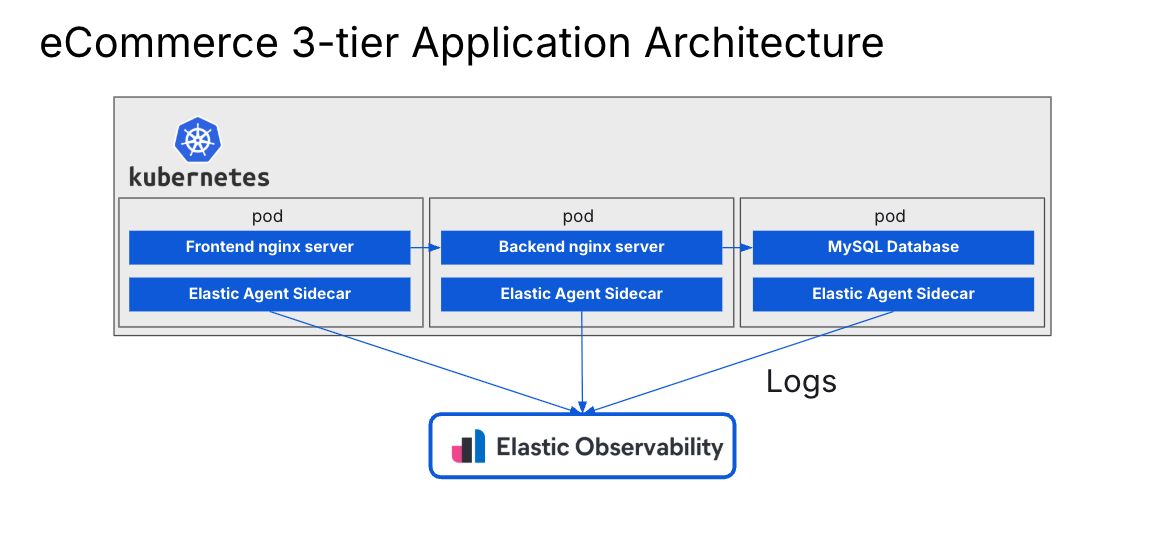 eCommerce 3-tier Application Architecture
kubernetes
pod
Frontend nginx server
Elastic Agent Sidecar
pod
Backend nginx server
Elastic Agent Sidecar
pod
MySQL Database
Elastic Agent Sidecar
Logs
Elastic Observability